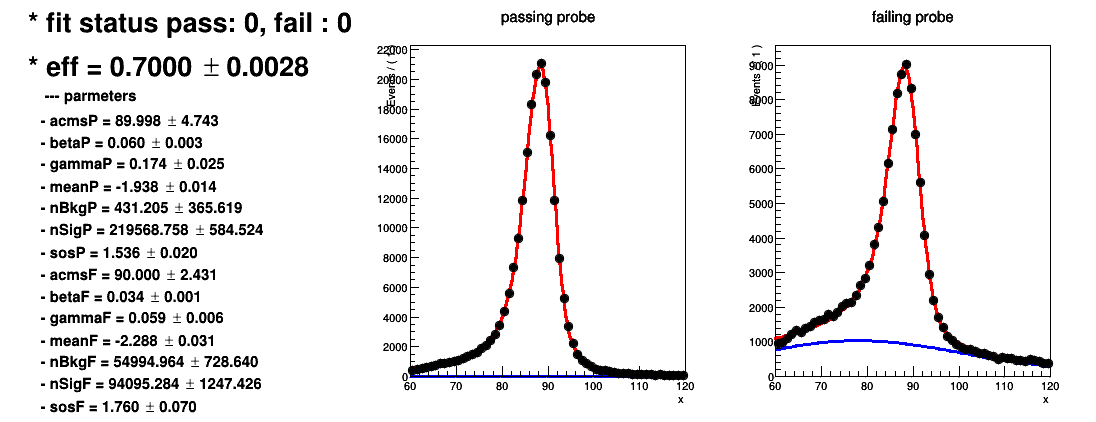 * fit status pass: 0, fail : 0
* eff = 0.7000 ± 0.0028
--- parmeters
- acmsP = 89.998 ± 4.743
- betaP = 0.060 ± 0.003
- gammaP = 0.174 ± 0.025
- meanP = -1.938 ± 0.014
- nBkgP = 431.205 ± 365.619
- nSigP = 219568.758 ± 584.524
- sosP = 1.536 ± 0.020
- acmsF = 90.000 ± 2.431
- betaF = 0.034 ± 0.001
- gammaF = 0.059 ± 0.006
- meanF = -2.288 ± 0.031
- nBkgF = 54994.964 ± 728.640
- nSigF = 94095.284 ± 1247.426
- sosF = 1.760 ± 0.070
passing probe
Events / ( 1 )
22000
20000
18000
16000
14000
12000
10000
8000
6000
4000
2000
0
60 70 80 90 100 110 120
x
failing probe
Events / ( 1 )
9000
8000
7000
6000
5000
4000
3000
2000
1000
0
60 70 80 90 100 110 120
x